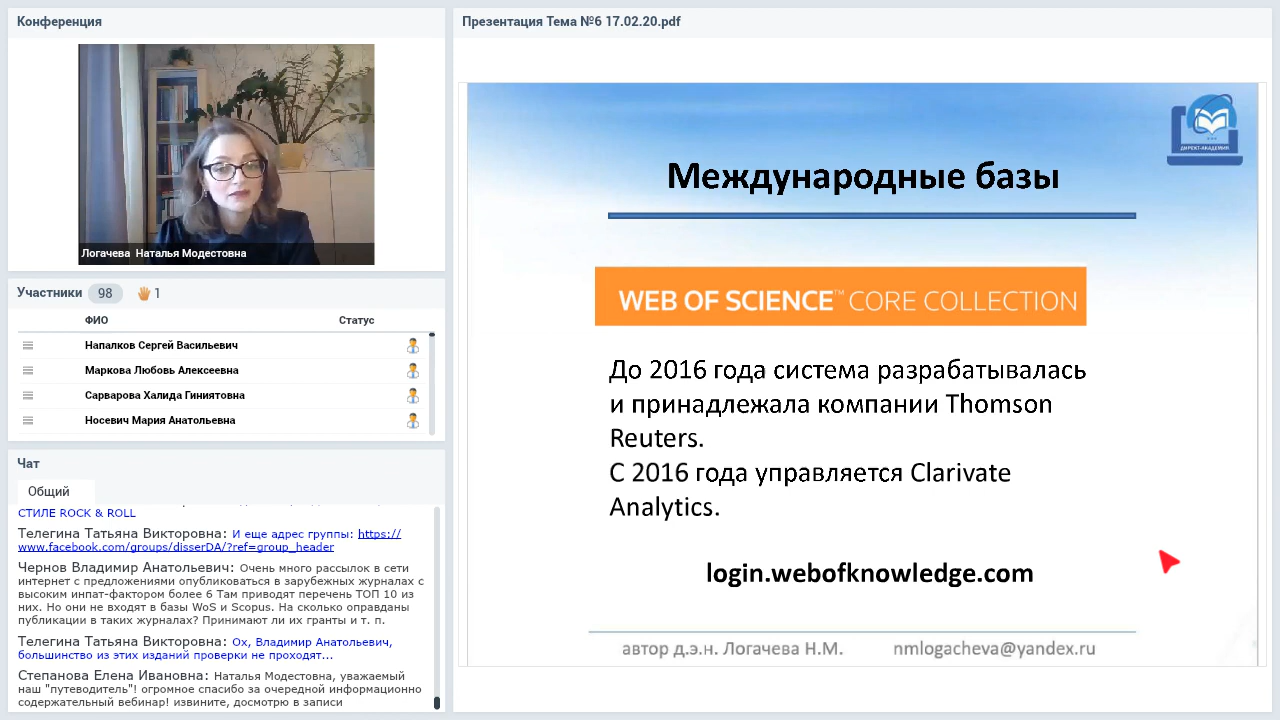 Конференция
Логачева Наталья Модестовна
Участники 98 1
ФИО Статус
Напалков Сергей Васильевич
Маркова Любовь Алексеевна
Сарварова Халида Гиниятовна
Носевич Мария Анатольевна
Чат
Общий
СТИЛЕ ROCK & ROLL
Телегина Татьяна Викторовна: И еще адрес группы: https://
www.facebook.com/groups/disserDA/?ref=group_header
Чернов Владимир Анатольевич: Очень много рассылок в сети
интернет с предложениями опубликоваться в зарубежных журналах с
высоким инпат-фактором более 6 Там приводят перечень ТОП 10 из
них. Но они не входят в базы WoS и Scopus. На сколько оправданы
публикации в таких журналах? Принимают ли их гранты и т. п.
Телегина Татьяна Викторовна: Ох, Владимир Анатольевич,
большинство из этих изданий проверки не проходят...
Степанова Елена Ивановна: Наталья Модестовна, уважаемый
наш "путеводитель"! огромное спасибо за очередной информационно
содержательный вебинар! извините, досмотрю в записи
Презентация Тема №6 17.02.20.pdf
ДИРЕКТ-АКАДЕМИЯ
Международные базы
WEB OF SCIENCE™ CORE COLLECTION
До 2016 года система разрабатывалась
и принадлежала компании Thomson
Reuters.
С 2016 года управляется Clarivate
Analytics.
login.webofknowledge.com
автор д.э.н. Логачева Н.М. nmlogacheva@yandex.ru